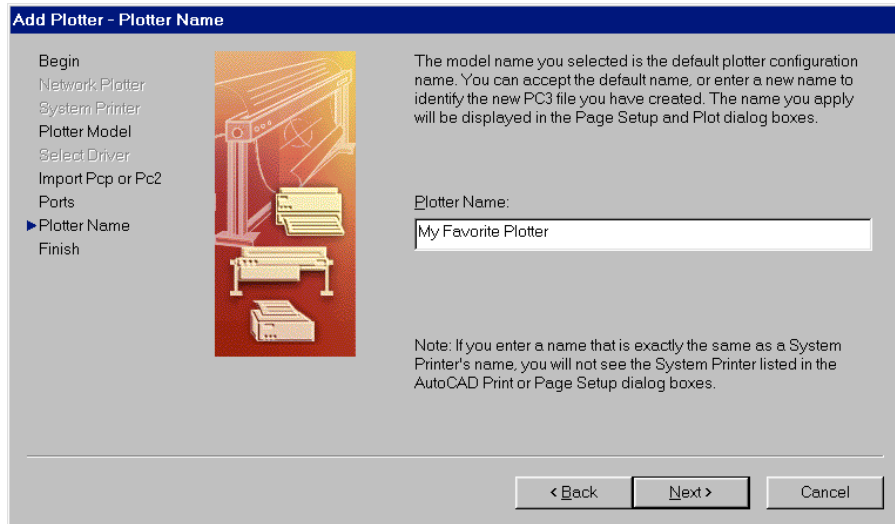 Add Plotter - Plotter Name
Begin
Network Plotter
System Printer
Plotter Model
Select Driver
Import Pcp or Pc2
Ports
Plotter Name
Finish
The model name you selected is the default plotter configuration
name. You can accept the default name, or enter a new name to
identify the new PC3 file you have created. The name you apply
will be displayed in the Page Setup and Plot dialog boxes.
Plotter Name:
My Favorite Plotter
Note: If you enter a name that is exactly the same as a System
Printer's name, you will not see the System Printer listed in the
AutoCAD Print or Page Setup dialog boxes.
< Back
Next >
Cancel